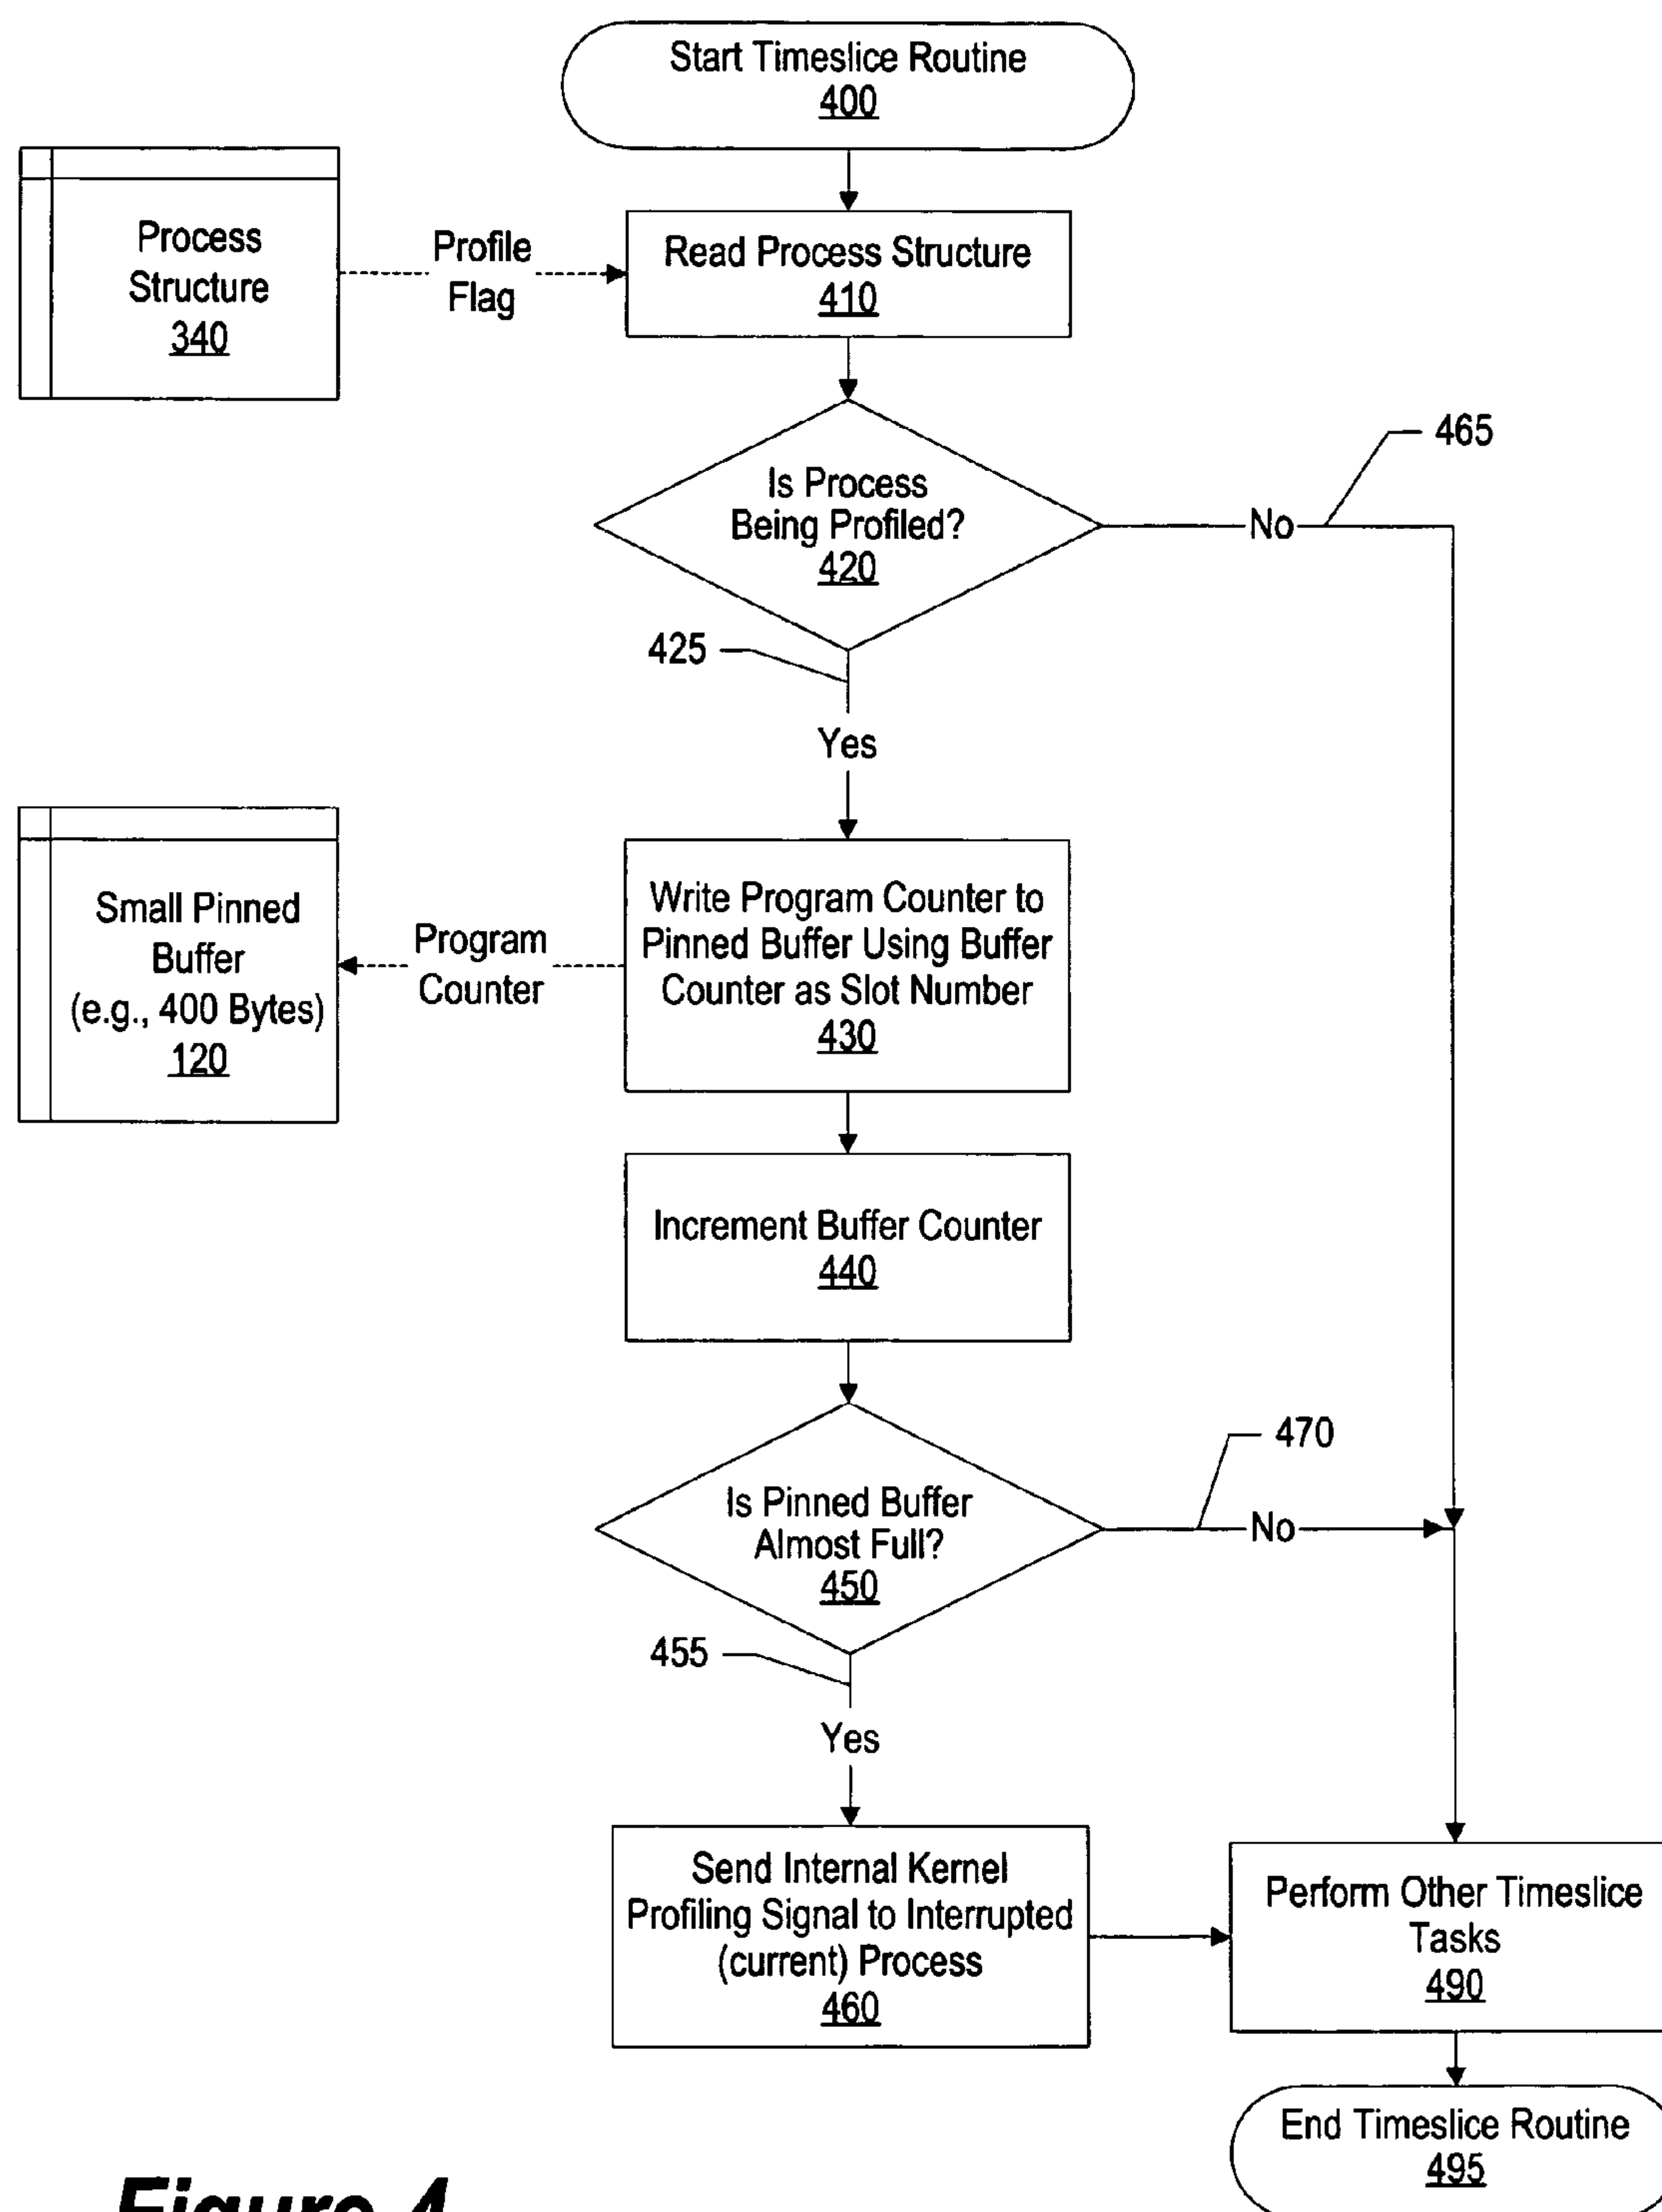 Start Timeslice Routine
400
Process
Structure
340
Profile
Flag
Read Process Structure
410
Is Process
Being Profiled?
420
465
No
425
Yes
Small Pinned
Buffer
(e.g., 400 Bytes)
120
Program
Counter
Write Program Counter to
Pinned Buffer Using Buffer
Counter as Slot Number
430
Increment Buffer Counter
440
Is Pinned Buffer
Almost Full?
450
470
No
455
Yes
Send Internal Kernel
Profiling Signal to Interrupted
(current) Process
460
Perform Other Timeslice
Tasks
490
End Timeslice Routine
495
Figure 4